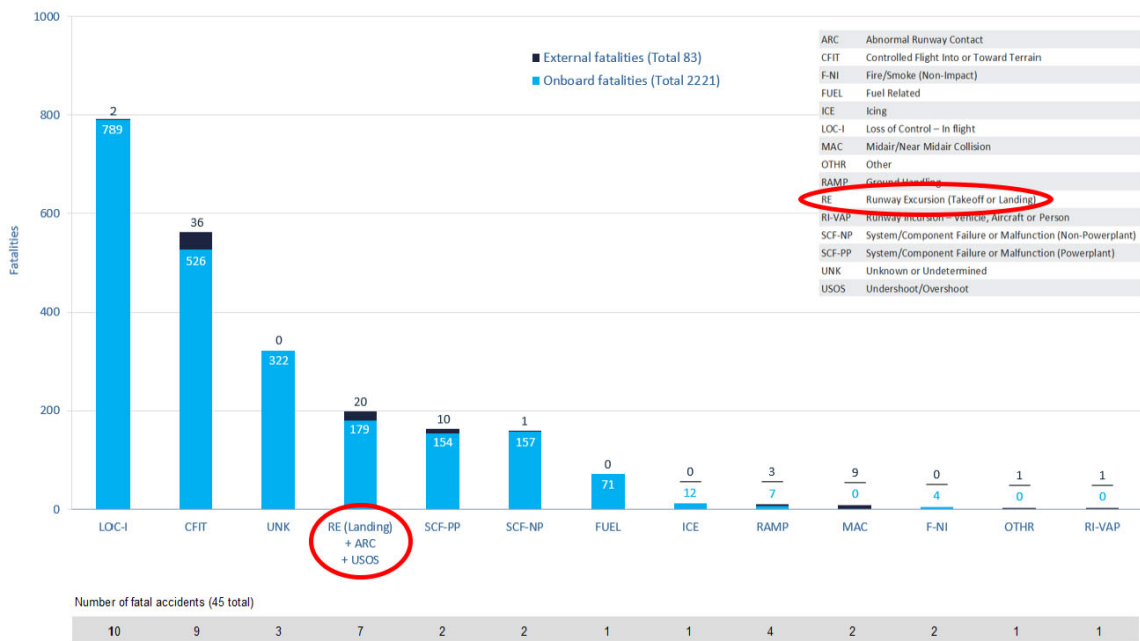 1000
800
600
400
200
0
Fatalities
External fatalities (Total 83)
Onboard fatalities (Total 2221)
ARC Abnormal Runway Contact
CFIT Controlled Flight Into or Toward Terrain
F-NI Fire/Smoke (Non-Impact)
FUEL Fuel Related
ICE Icing
LOC-I Loss of Control – In flight
MAC Midair/Near Midair Collision
OTHR Other
RAMP Ground Handling
RE Runway Excursion (Takeoff or Landing)
RI-VAP Runway Incursion – Vehicle, Aircraft or Person
SCF-NP System/Component Failure or Malfunction (Non-Powerplant)
SCF-PP System/Component Failure or Malfunction (Powerplant)
UNK Unknown or Undetermined
USOS Undershoot/Overshoot
2 36 0 20 10 1 0 0 3 9 0 1 1
789 526 322 179 154 157 71 12 7 0 4 0 0
LOC-I CFIT UNK RE (Landing) SCF-PP SCF-NP FUEL ICE RAMP MAC F-NI OTHR RI-VAP
+ ARC
+ USOS
Number of fatal accidents (45 total)
10 9 3 7 2 2 1 1 4 2 2 1 1